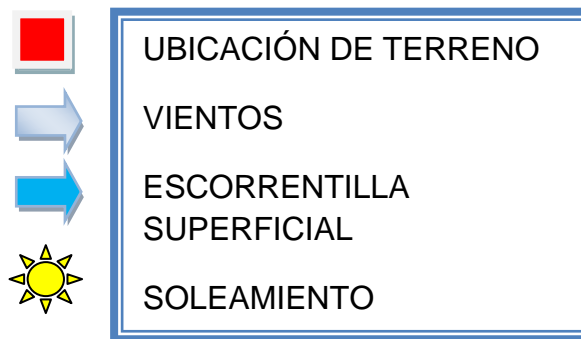 UBICACIÓN DE TERRENO
VIENTOS
ESCORRENTILLA
SUPERFICIAL
SOLEAMIENTO